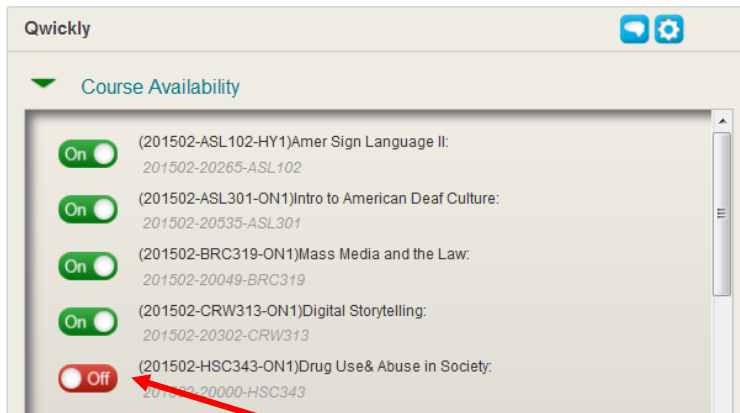 Qwickly
Course Availability
On (201502-ASL102-HY1)Amer Sign Language II:
201502-20265-ASL102
On (201502-ASL301-ON1)Intro to American Deaf Culture:
201502-20535-ASL301
On (201502-BRC319-ON1)Mass Media and the Law:
201502-20049-BRC319
On (201502-CRW313-ON1)Digital Storytelling:
201502-20302-CRW313
Off (201502-HSC343-ON1)Drug Use& Abuse in Society:
201502-20000-HSC343